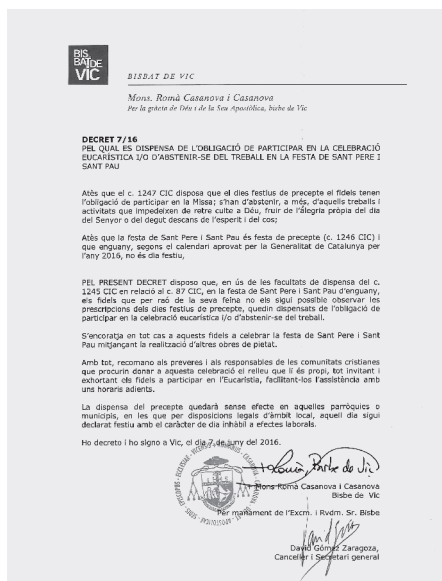 BIS
BATDE
VIC
BISBAT DE VIC
Mons. Romà Casanova i Casanova
Per la gràcia de Déu i de la Seu Apostòlica, bisbe de Vic
DECRET 7/16
PEL QUAL ES DISPENSA DE L'OBLIGACIÓ DE PARTICIPAR EN LA CELEBRACIÓ
EUCARÍSTICA I/O D'ABSTENIR-SE DEL TREBALL EN LA FESTA DE SANT PERE I
SANT PAU
Atès que el c. 1247 CIC disposa que el dies festius de precepte el fidels tenen
l'obligació de participar en la Missa; s'han d'abstenir, a més, d'aquells treballs i
activitats que impedeixen de retre culte a Déu, fruir de l'alegria pròpia del dia
del Senyor o del degut descans de l'esperit i del cos;
Atès que la festa de Sant Pere i Sant Pau és festa de precepte (c. 1246 CIC) i
que enguany, segons el calendari aprovat per la Generalitat de Catalunya per
l'any 2016, no és dia festiu,
PEL PRESENT DECRET disposo que, en ús de les facultats de dispensa del c.
1245 CIC en relació al c. 87 CIC, en la festa de Sant Pere i Sant Pau d'enguany,
els fidels que per raó de la seva feina no els sigui possible observar les
prescripcions dels dies festius de precepte, quedin dispensats de l'obligació de
participar en la celebració eucarística i/o d'abstenir-se del treball.
S'encoratja en tot cas a aquests fidels a celebrar la festa de Sant Pere i Sant
Pau mitjançant la realització d'altres obres de pietat.
Amb tot, recomano als preveres i als responsables de les comunitats cristianes
que procurin donar a aquesta celebració el relleu que li és propi, tot invitant i
exhortant els fidels a participar en l'Eucaristia, facilitant-los l'assistència amb
uns horaris adients.
La dispensa del precepte quedarà sense efecte en aquelles parròquies o
municipis, en les que per disposicions legals d'àmbit local, aquell dia sigui
declarat festiu amb el caràcter de dia inhàbil a efectes laborals.
Ho decreto i ho signo a Vic, el dia 7 de juny del 2016.
+ Romà, Bisbe de Vic
+ Mons Romà Casanova i Casanova
Bisbe de Vic
Per manament de l'Excm. i Rvdm. Sr. Bisbe
David Gómez Zaragoza,
Canceller i Secretari general